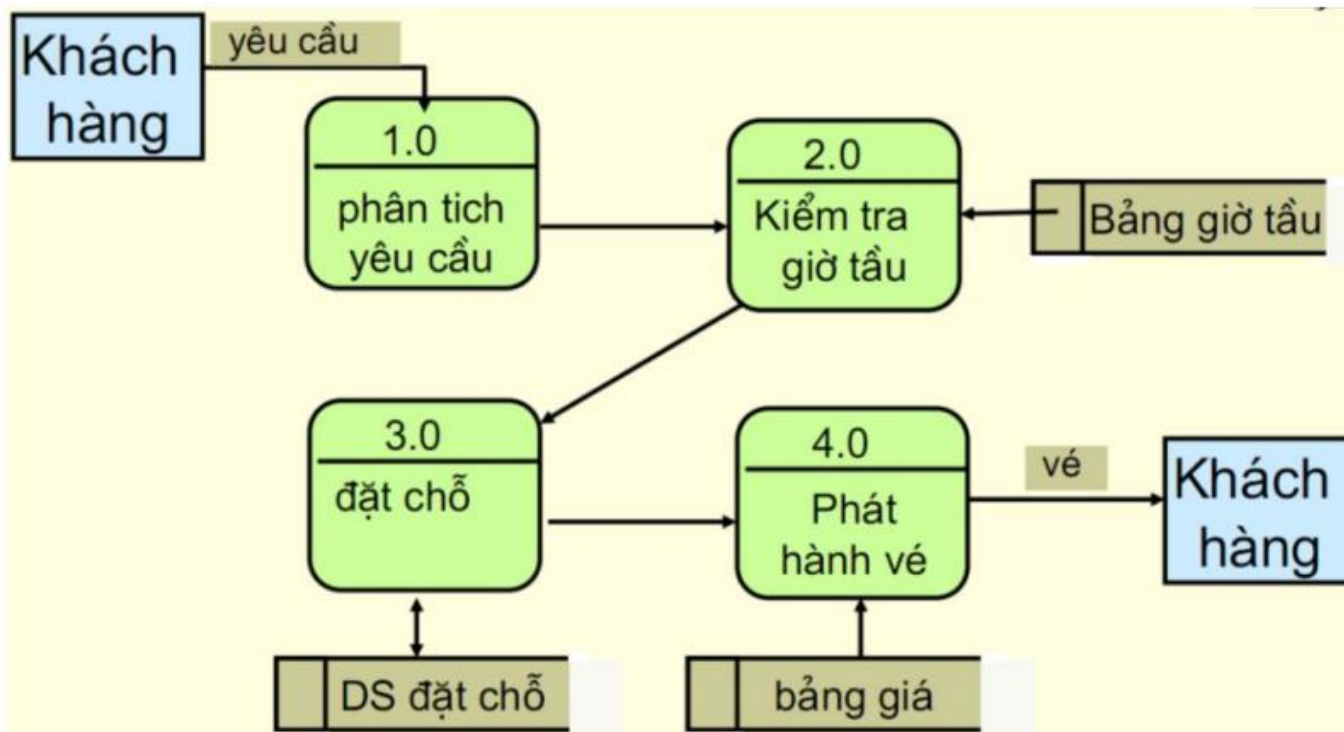 Khách
hàng
yêu cầu
1.0
phân tich
yêu cầu
2.0
Kiểm tra
giờ tầu
Bảng giờ tầu
3.0
đặt chỗ
4.0
Phát
hành vé
vé
Khách
hàng
DS đặt chỗ
bảng giá